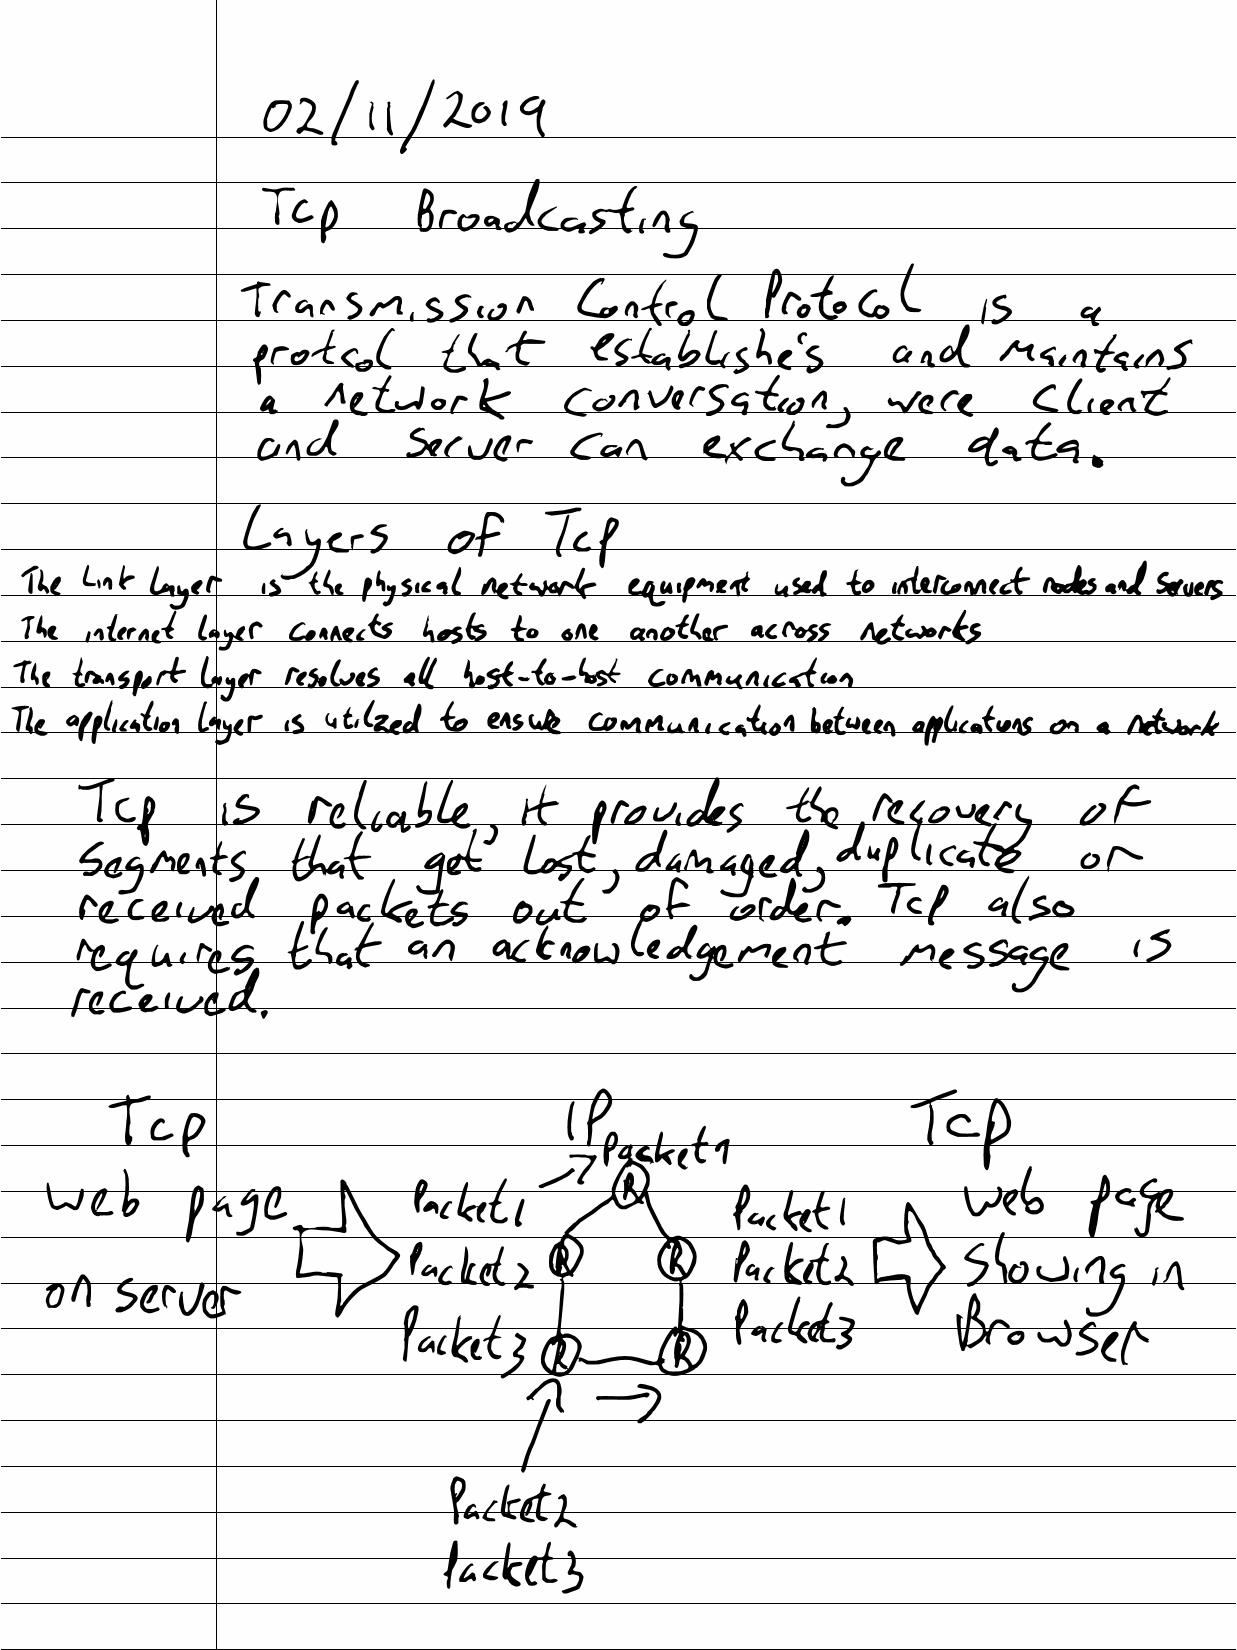 02/11/2019
Tcp Broadcasting
Transmission Control Protocol is a
protcol that establishe's and maintains
a network conversation, were client
and server can exchange data.
Layers of Tcp
The Link Layer is the physical network equipment used to interconnect nodes and servers
The internet layer connects hosts to one another across networks
The transport layer resolves all host-to-host communication
The application layer is utilzed to ensure communication between applications on a network
Tcp is reliable, it provides the recovery of
segments that get lost, damaged, duplicate or
received packets out of order. Tcp also
requires that an acknowledgement message is
received.
Tcp IP Tcp
Packet1
web page Packet1 R Packet1 web page
Packet2 R R Packet2 showing in
on server Packet3 R R Packet3 Browser
Packet2
Packet3